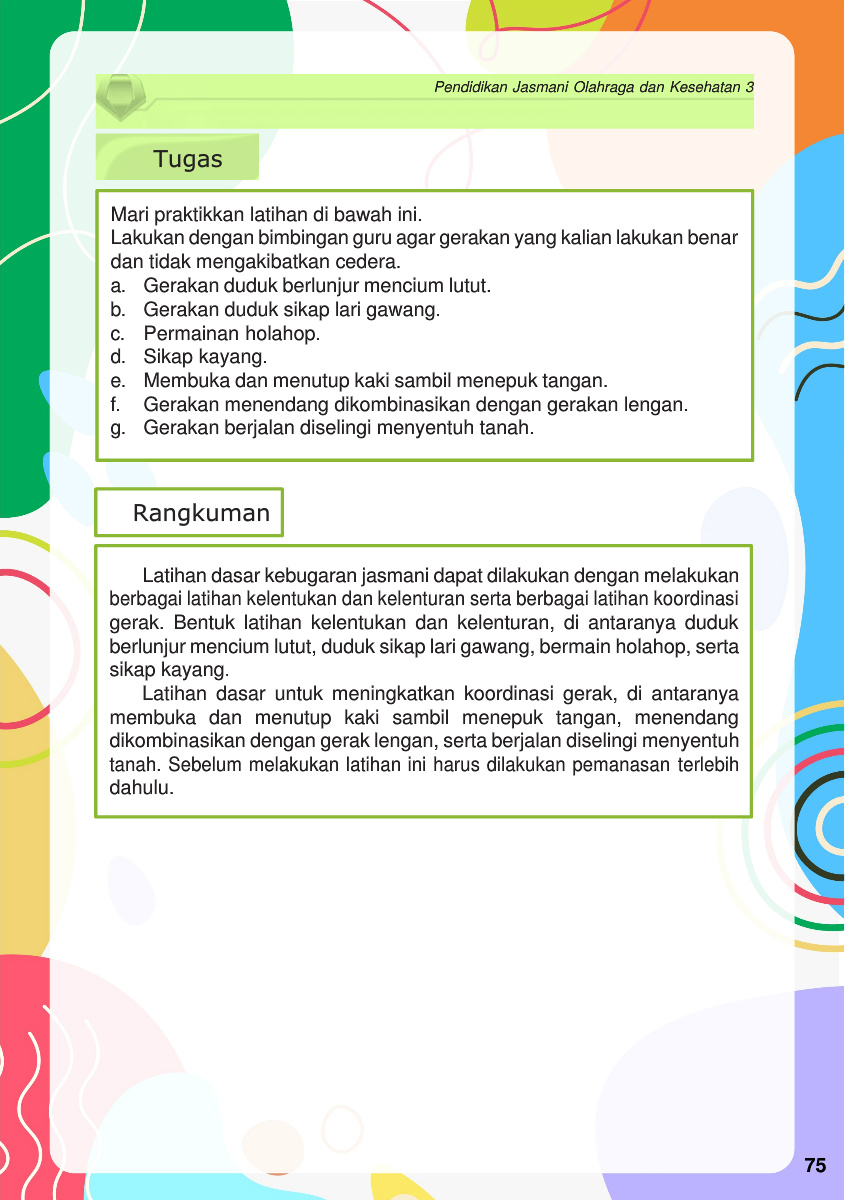 Pendidikan Jasmani Olahraga dan Kesehatan 3
Tugas
Mari praktikkan latihan di bawah ini.
Lakukan dengan bimbingan guru agar gerakan yang kalian lakukan benar
dan tidak mengakibatkan cedera.
a. Gerakan duduk berlunjur mencium lutut.
b. Gerakan duduk sikap lari gawang.
c. Permainan holahop.
d. Sikap kayang.
e. Membuka dan menutup kaki sambil menepuk tangan.
f. Gerakan menendang dikombinasikan dengan gerakan lengan.
g. Gerakan berjalan diselingi menyentuh tanah.
Rangkuman
Latihan dasar kebugaran jasmani dapat dilakukan dengan melakukan
berbagai latihan kelentukan dan kelenturan serta berbagai latihan koordinasi
gerak. Bentuk latihan kelentukan dan kelenturan, di antaranya duduk
berlunjur mencium lutut, duduk sikap lari gawang, bermain holahop, serta
sikap kayang.
Latihan dasar untuk meningkatkan koordinasi gerak, di antaranya
membuka dan menutup kaki sambil menepuk tangan, menendang
dikombinasikan dengan gerak lengan, serta berjalan diselingi menyentuh
tanah. Sebelum melakukan latihan ini harus dilakukan pemanasan terlebih
dahulu.
75